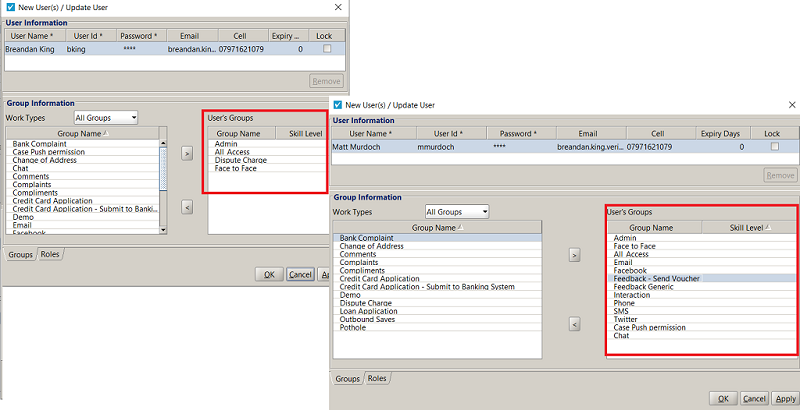 New User(s) / Update User
User Information
User Name * User Id * Password * Email Cell Expiry ... Lock
Breandan King bking **** breandan.kin... 07971621079 0
Remove
Group Information
Work Types All Groups
Group Name
Bank Complaint
Case Push permission
Change of Address
Chat
Comments
Complaints
Compliments
Credit Card Application
Credit Card Application - Submit to Banki...
Demo
Email
Facebook
>
<
User's Groups
Group Name Skill Level
Admin
All_Access
Dispute Charge
Face to Face
Groups Roles
OK Cancel Ap
New User(s) / Update User
User Information
User Name * User Id * Password * Email Cell Expiry Days Lock
Matt Murdoch mmurdoch **** breandan.king.veri... 07971621079 0
Remove
Group Information
Work Types All Groups
Group Name
Bank Complaint
Change of Address
Comments
Complaints
Compliments
Credit Card Application
Credit Card Application - Submit to Banking System
Demo
Dispute Charge
Loan Application
Outbound Saves
Pothole
>
<
User's Groups
Group Name Skill Level
Admin
Face to Face
All_Access
Email
Facebook
Feedback - Send Voucher
Feedback Generic
Interaction
Phone
SMS
Twitter
Case Push permission
Chat
Groups Roles
OK Cancel Apply